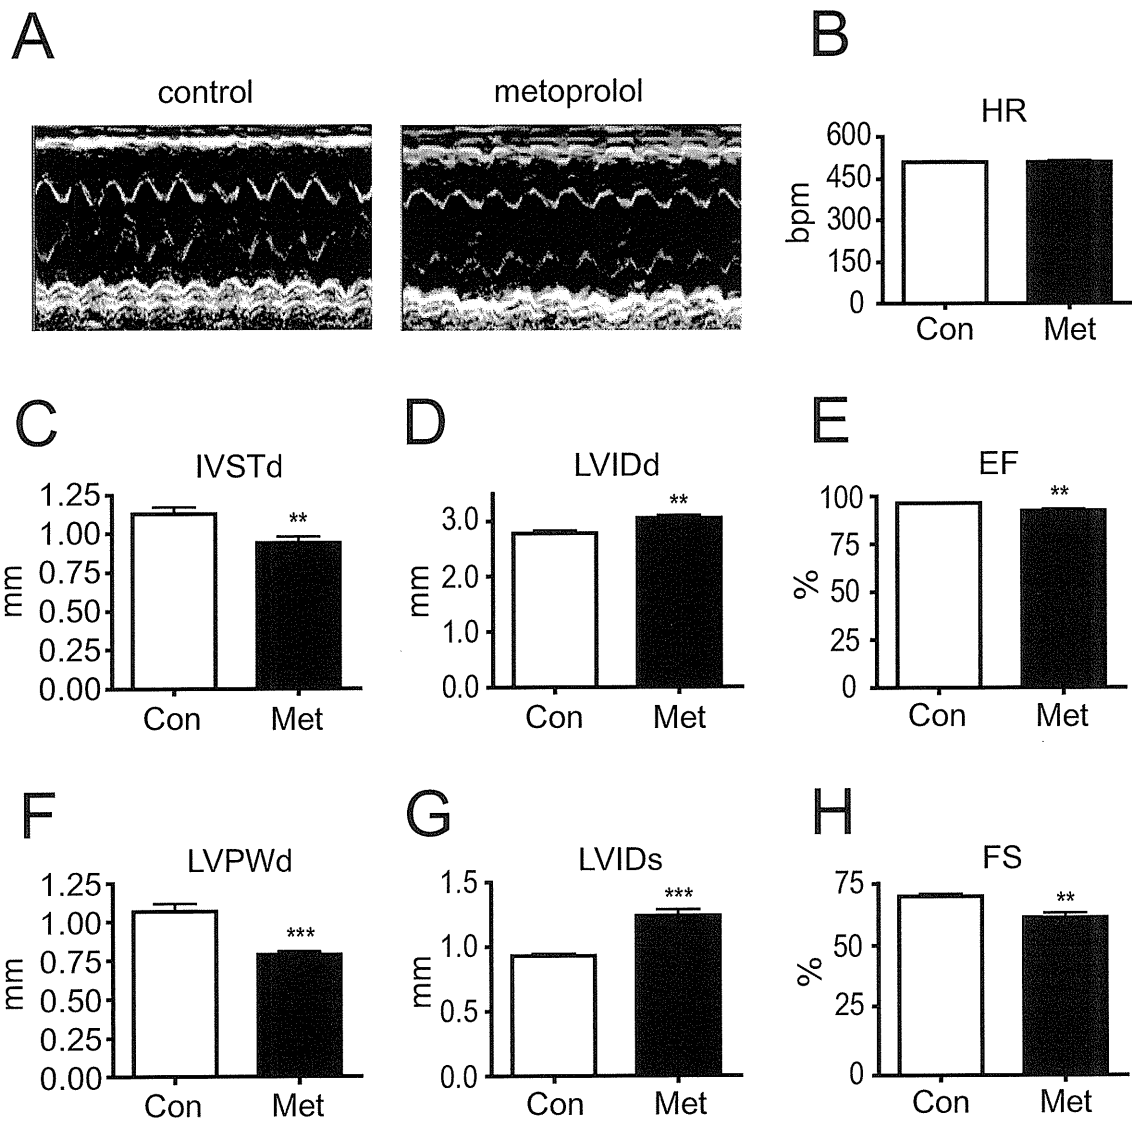 A
control
metoprolol
B
HR
600
450
300
150
0
bpm
Con
Met
C
IVSTd
1.25
1.00
0.75
0.50
0.25
0.00
mm
**
Con
Met
D
LVIDd
3.0
2.0
1.0
0.0
mm
**
Con
Met
E
EF
100
75
50
25
0
%
**
Con
Met
F
LVPWd
1.25
1.00
0.75
0.50
0.25
0.00
mm
***
Con
Met
G
LVIDs
1.5
1.0
0.5
0.0
mm
***
Con
Met
H
FS
75
50
25
0
%
**
Con
Met